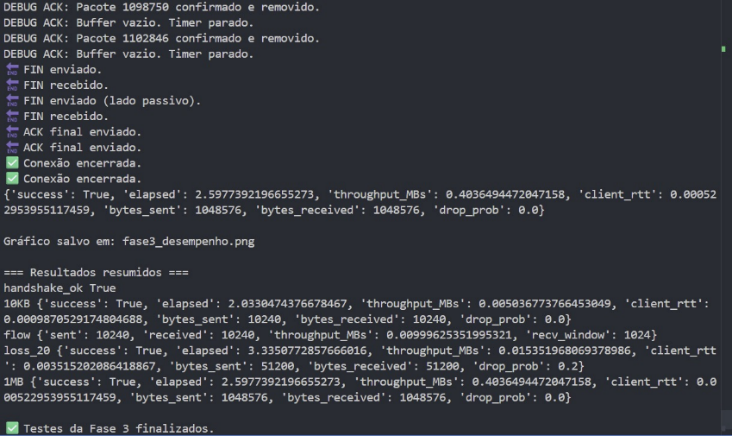 DEBUG ACK: Pacote 1098750 confirmado e removido.
DEBUG ACK: Buffer vazio. Timer parado.
DEBUG ACK: Pacote 1102846 confirmado e removido.
DEBUG ACK: Buffer vazio. Timer parado.
🔚 FIN enviado.
🔚 FIN recebido.
🔚 FIN enviado (lado passivo).
🔚 FIN recebido.
🔚 ACK final enviado.
🔚 ACK final enviado.
✅ Conexão encerrada.
✅ Conexão encerrada.
{'success': True, 'elapsed': 2.5977392196655273, 'throughput_MBs': 0.4036494472047158, 'client_rtt': 0.00052
2953955117459, 'bytes_sent': 1048576, 'bytes_received': 1048576, 'drop_prob': 0.0}
Gráfico salvo em: fase3_desempenho.png
=== Resultados resumidos ===
handshake_ok True
10KB {'success': True, 'elapsed': 2.0330474376678467, 'throughput_MBs': 0.005036773766453049, 'client_rtt':
0.0009870529174804688, 'bytes_sent': 10240, 'bytes_received': 10240, 'drop_prob': 0.0}
flow {'sent': 10240, 'received': 10240, 'throughput_MBs': 0.00999625351995321, 'recv_window': 1024}
loss_20 {'success': True, 'elapsed': 3.3350772857666016, 'throughput_MBs': 0.015351968069378986, 'client_rtt
': 0.003515202086418867, 'bytes_sent': 51200, 'bytes_received': 51200, 'drop_prob': 0.2}
1MB {'success': True, 'elapsed': 2.5977392196655273, 'throughput_MBs': 0.4036494472047158, 'client_rtt': 0.0
00522953955117459, 'bytes_sent': 1048576, 'bytes_received': 1048576, 'drop_prob': 0.0}
✅ Testes da Fase 3 finalizados.